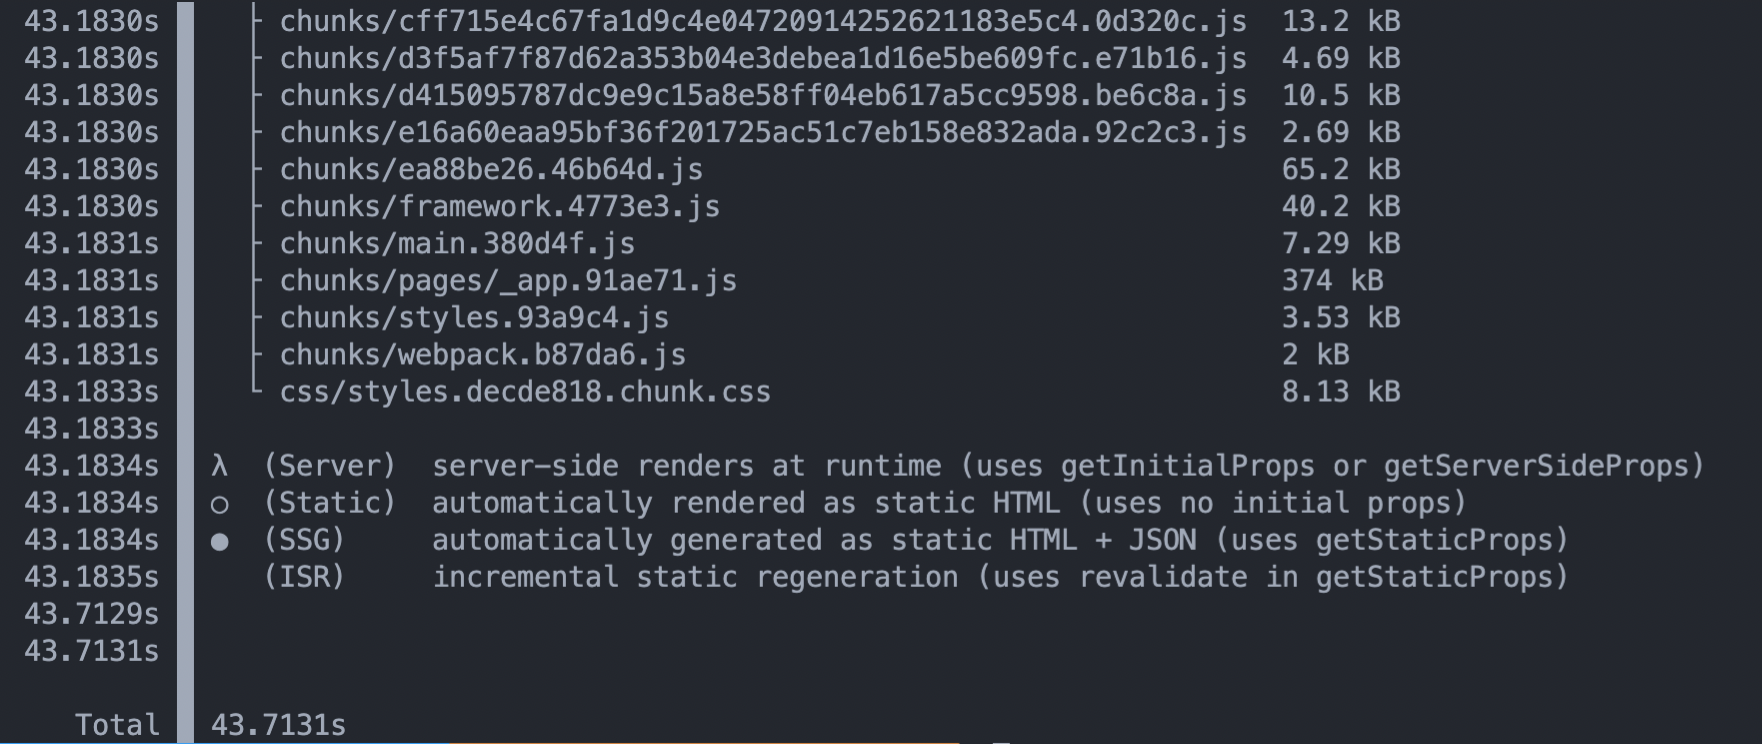 43.1830s ├ chunks/cff715e4c67fa1d9c4e04720914252621183e5c4.0d320c.js 13.2 kB
43.1830s ├ chunks/d3f5af7f87d62a353b04e3debea1d16e5be609fc.e71b16.js 4.69 kB
43.1830s ├ chunks/d415095787dc9e9c15a8e58ff04eb617a5cc9598.be6c8a.js 10.5 kB
43.1830s ├ chunks/e16a60eaa95bf36f201725ac51c7eb158e832ada.92c2c3.js 2.69 kB
43.1830s ├ chunks/ea88be26.46b64d.js 65.2 kB
43.1830s ├ chunks/framework.4773e3.js 40.2 kB
43.1831s ├ chunks/main.380d4f.js 7.29 kB
43.1831s ├ chunks/pages/_app.91ae71.js 374 kB
43.1831s ├ chunks/styles.93a9c4.js 3.53 kB
43.1831s ├ chunks/webpack.b87da6.js 2 kB
43.1833s └ css/styles.decde818.chunk.css 8.13 kB
43.1833s
43.1834s λ (Server) server-side renders at runtime (uses getInitialProps or getServerSideProps)
43.1834s ○ (Static) automatically rendered as static HTML (uses no initial props)
43.1834s ● (SSG) automatically generated as static HTML + JSON (uses getStaticProps)
43.1835s (ISR) incremental static regeneration (uses revalidate in getStaticProps)
43.7129s
43.7131s
Total 43.7131s